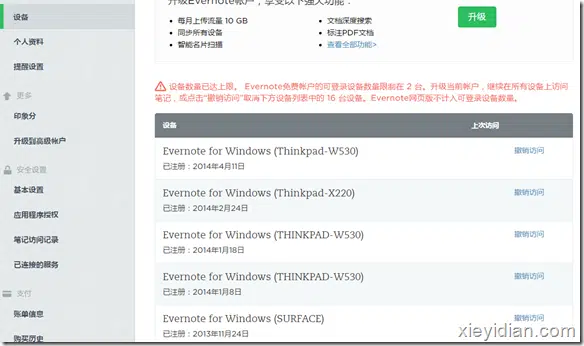 设备
个人资料
提醒设置
更多
印象分
升级到高级帐户
安全设置
基本设置
应用程序授权
笔记访问记录
已连接的服务
支付
账单信息
购买历史
升级Evernote帐户，享受以下强大功能：
• 每月上传流量 10 GB
• 同步所有设备
• 智能名片扫描
• 文档深度搜索
• 标注PDF文档
• 查看全部功能>
升级
设备数量已达上限。 Evernote免费帐户的可登录设备数量限制在 2 台。升级当前帐户，继续在所有设备上访问
笔记，或点击“撤销访问”取消下方设备列表中的 16 台设备。Evernote网页版不计入可登录设备数量。
设备 上次访问
Evernote for Windows (Thinkpad-W530) 撤销访问
已注册：2014年4月11日
Evernote for Windows (Thinkpad-X220) 撤销访问
已注册：2014年2月24日
Evernote for Windows (THINKPAD-W530) 撤销访问
已注册：2014年1月18日
Evernote for Windows (THINKPAD-W530) 撤销访问
已注册：2014年1月8日
Evernote for Windows (SURFACE) 撤销访问
已注册：2013年11月24日
xieyidian.com